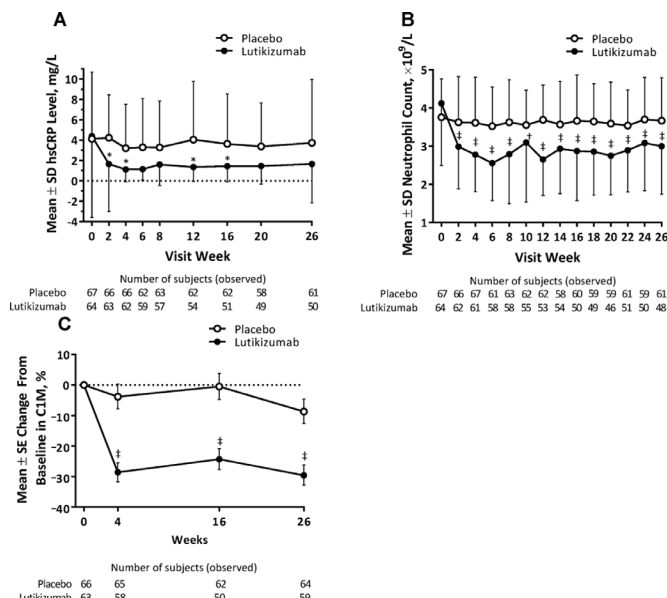 A
Placebo
Lutikizumab
Mean ± SD hsCRP Level, mg/L
10
8
6
4
2
0
-2
-4
* * * *
0 2 4 6 8 12 16 20 26
Visit Week
Number of subjects (observed)
Placebo 67 66 66 62 63 62 62 58 61
Lutikizumab 64 63 62 59 57 54 51 49 50
B
Placebo
Lutikizumab
Mean ± SD Neutrophil Count, ×10⁹/L
5
4
3
2
1
‡ ‡ ‡ ‡ ‡ ‡ ‡ ‡ ‡ ‡ ‡ ‡ ‡
0 2 4 6 8 10 12 14 16 18 20 22 24 26
Visit Week
Number of subjects (observed)
Placebo 67 66 67 61 63 62 62 58 60 59 59 61 59 61
Lutikizumab 64 62 61 58 58 55 53 54 50 49 46 51 50 48
C
Placebo
Lutikizumab
Mean ± SE Change From
Baseline in C1M, %
10
0
-10
-20
-30
-40
‡ ‡ ‡
0 4 16 26
Weeks
Number of subjects (observed)
Placebo 66 65 62 64
Lutikizumab 63 58 50 59